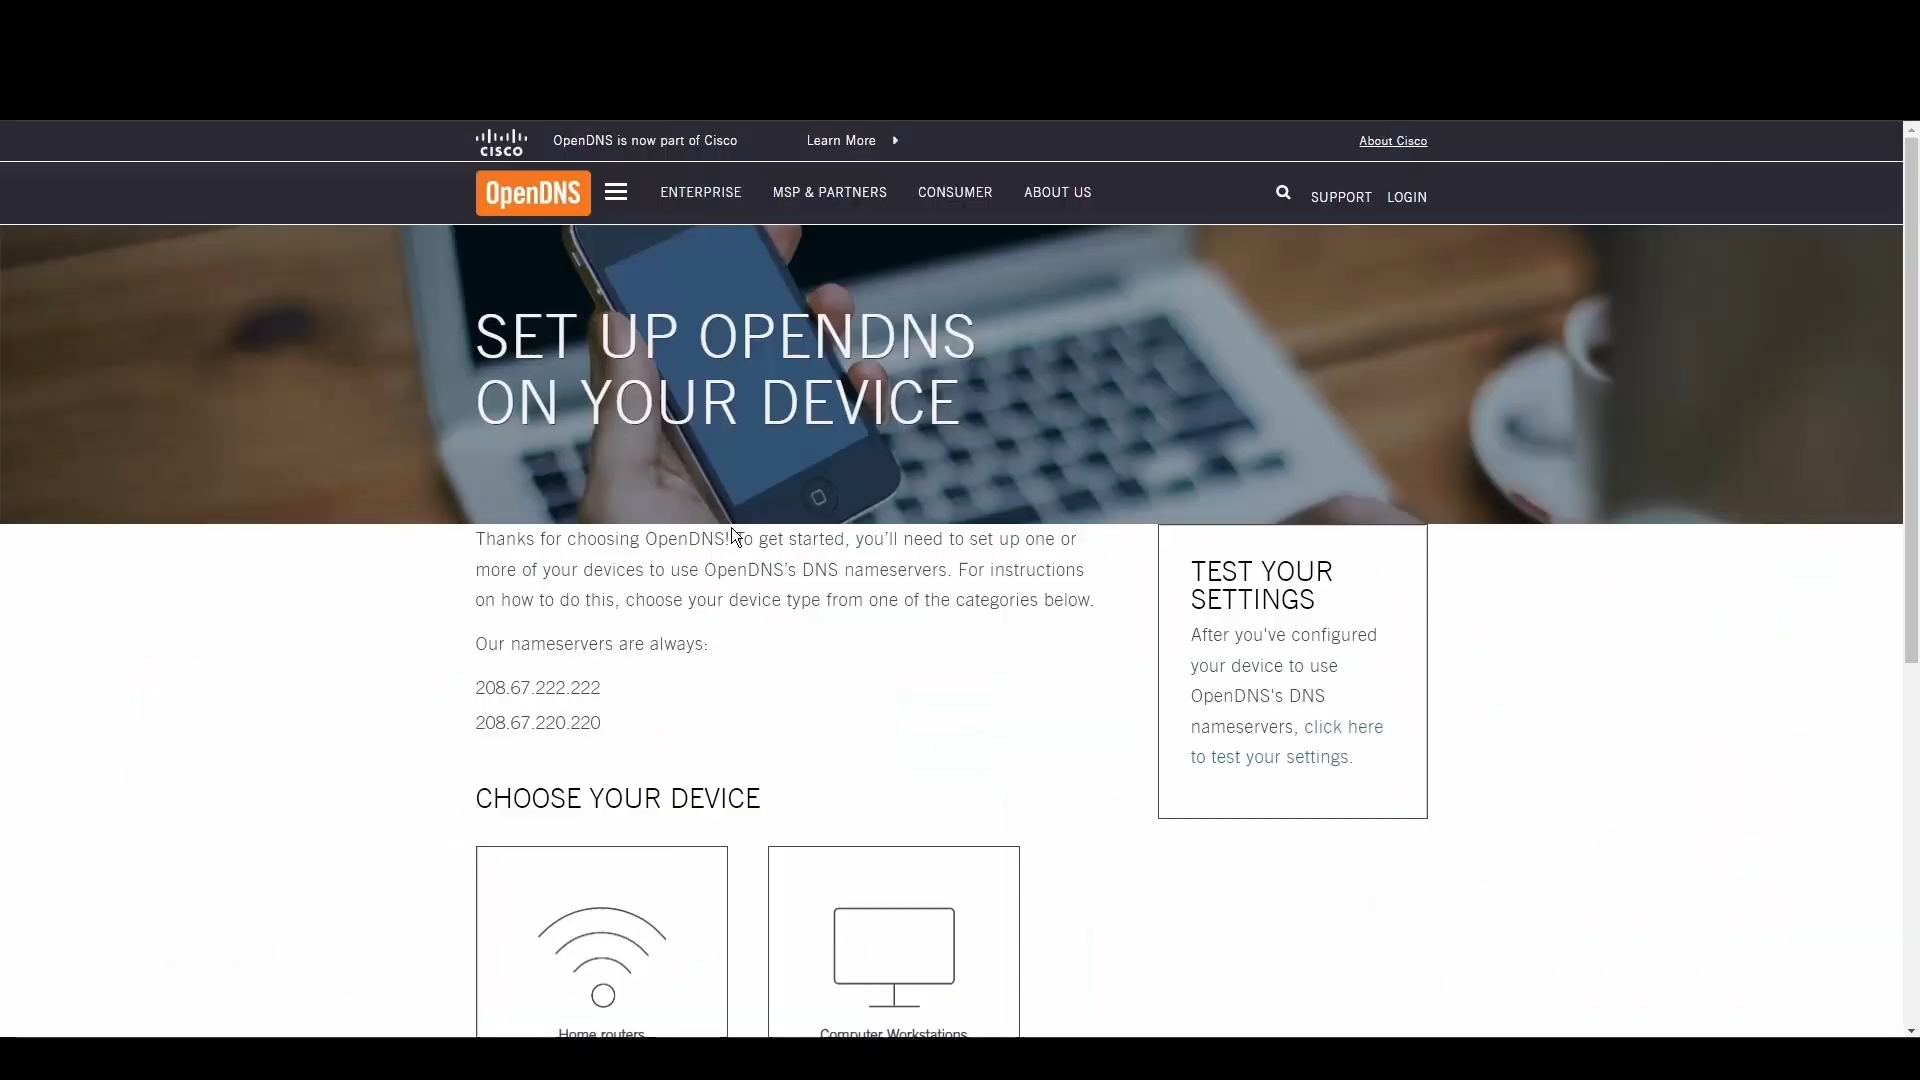 CISCO
OpenDNS is now part of Cisco
Learn More
About Cisco
OpenDNS
ENTERPRISE
MSP & PARTNERS
CONSUMER
ABOUT US
SUPPORT
LOGIN
SET UP OPENDNS
ON YOUR DEVICE
Thanks for choosing OpenDNS! To get started, you’ll need to set up one or
more of your devices to use OpenDNS’s DNS nameservers. For instructions
on how to do this, choose your device type from one of the categories below.
Our nameservers are always:
208.67.222.222
208.67.220.220
TEST YOUR
SETTINGS
After you've configured
your device to use
OpenDNS's DNS
nameservers, click here
to test your settings.
CHOOSE YOUR DEVICE
Home routers
Computer Workstations